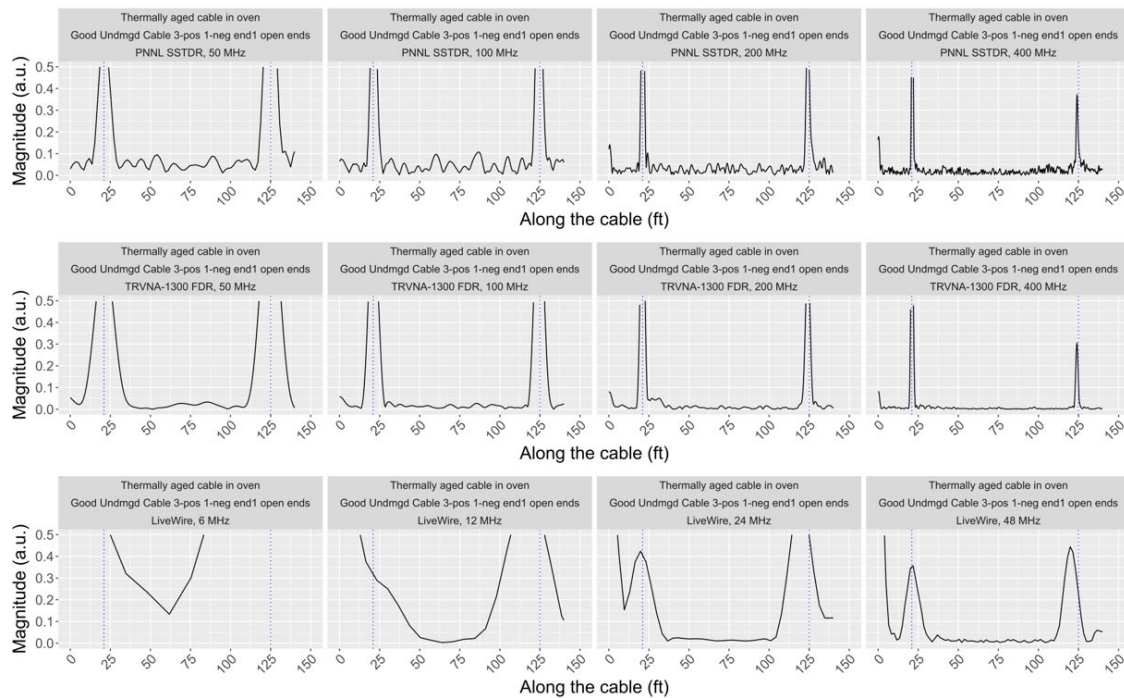 Thermally aged cable in oven
Good Undmgd Cable 3-pos 1-neg end1 open ends
PNNL SSTDR, 50 MHz
Thermally aged cable in oven
Good Undmgd Cable 3-pos 1-neg end1 open ends
PNNL SSTDR, 100 MHz
Thermally aged cable in oven
Good Undmgd Cable 3-pos 1-neg end1 open ends
PNNL SSTDR, 200 MHz
Thermally aged cable in oven
Good Undmgd Cable 3-pos 1-neg end1 open ends
PNNL SSTDR, 400 MHz
Magnitude (a.u.)
0.5
0.4
0.3
0.2
0.1
0.0
0 25 50 75 100 125 150
0 25 50 75 100 125 150
0 25 50 75 100 125 150
0 25 50 75 100 125 150
Along the cable (ft)
Thermally aged cable in oven
Good Undmgd Cable 3-pos 1-neg end1 open ends
TRVNA-1300 FDR, 50 MHz
Thermally aged cable in oven
Good Undmgd Cable 3-pos 1-neg end1 open ends
TRVNA-1300 FDR, 100 MHz
Thermally aged cable in oven
Good Undmgd Cable 3-pos 1-neg end1 open ends
TRVNA-1300 FDR, 200 MHz
Thermally aged cable in oven
Good Undmgd Cable 3-pos 1-neg end1 open ends
TRVNA-1300 FDR, 400 MHz
Magnitude (a.u.)
0.5
0.4
0.3
0.2
0.1
0.0
0 25 50 75 100 125 150
0 25 50 75 100 125 150
0 25 50 75 100 125 150
0 25 50 75 100 125 150
Along the cable (ft)
Thermally aged cable in oven
Good Undmgd Cable 3-pos 1-neg end1 open ends
LiveWire, 6 MHz
Thermally aged cable in oven
Good Undmgd Cable 3-pos 1-neg end1 open ends
LiveWire, 12 MHz
Thermally aged cable in oven
Good Undmgd Cable 3-pos 1-neg end1 open ends
LiveWire, 24 MHz
Thermally aged cable in oven
Good Undmgd Cable 3-pos 1-neg end1 open ends
LiveWire, 48 MHz
Magnitude (a.u.)
0.5
0.4
0.3
0.2
0.1
0.0
0 25 50 75 100 125 150
0 25 50 75 100 125 150
0 25 50 75 100 125 150
0 25 50 75 100 125 150
Along the cable (ft)